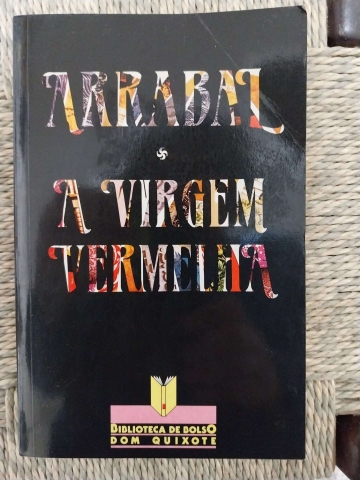 ARRABAL
A VIRGEM
VERMELHA
BIBLIOTECA DE BOLSO
DOM QUIXOTE